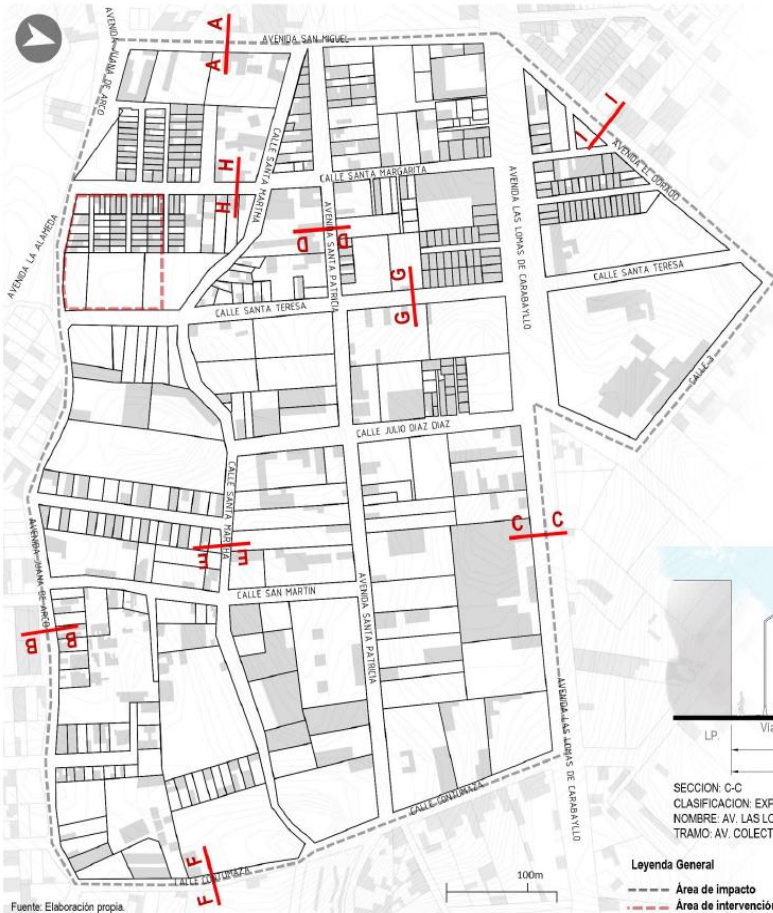 AVENIDA JUANA DE ARCO
AVENIDA SAN MIGUEL
A A
CALLE SANTA MARTHA
H H
CALLE SANTA MARGARITA
I I
AVENIDA EL DORADO
AVENIDA LA ALAMEDA
AVENIDA SANTA PATRICIA
D D
AVENIDA LAS LOMAS DE CARABAYLLO
G G
CALLE SANTA TERESA
CALLE SANTA TERESA
CALLE 3
CALLE JULIO DIAZ DIAZ
CALLE SANTA MARTHA
C C
E E
AVENIDA JUANA DE ARCO
B B
CALLE SAN MARTIN
AVENIDA SANTA PATRICIA
AVENIDA LAS LOMAS DE CARABAYLLO
CALLE CONTUMAZA
F F
CALLE CONTUMAZA
100m
Fuente: Elaboración propia.
LP.
Vía
SECCION: C-C
CLASIFICACION: EXP
NOMBRE: AV. LAS LO
TRAMO: AV. COLECT
Leyenda General
Área de impacto
Área de intervención